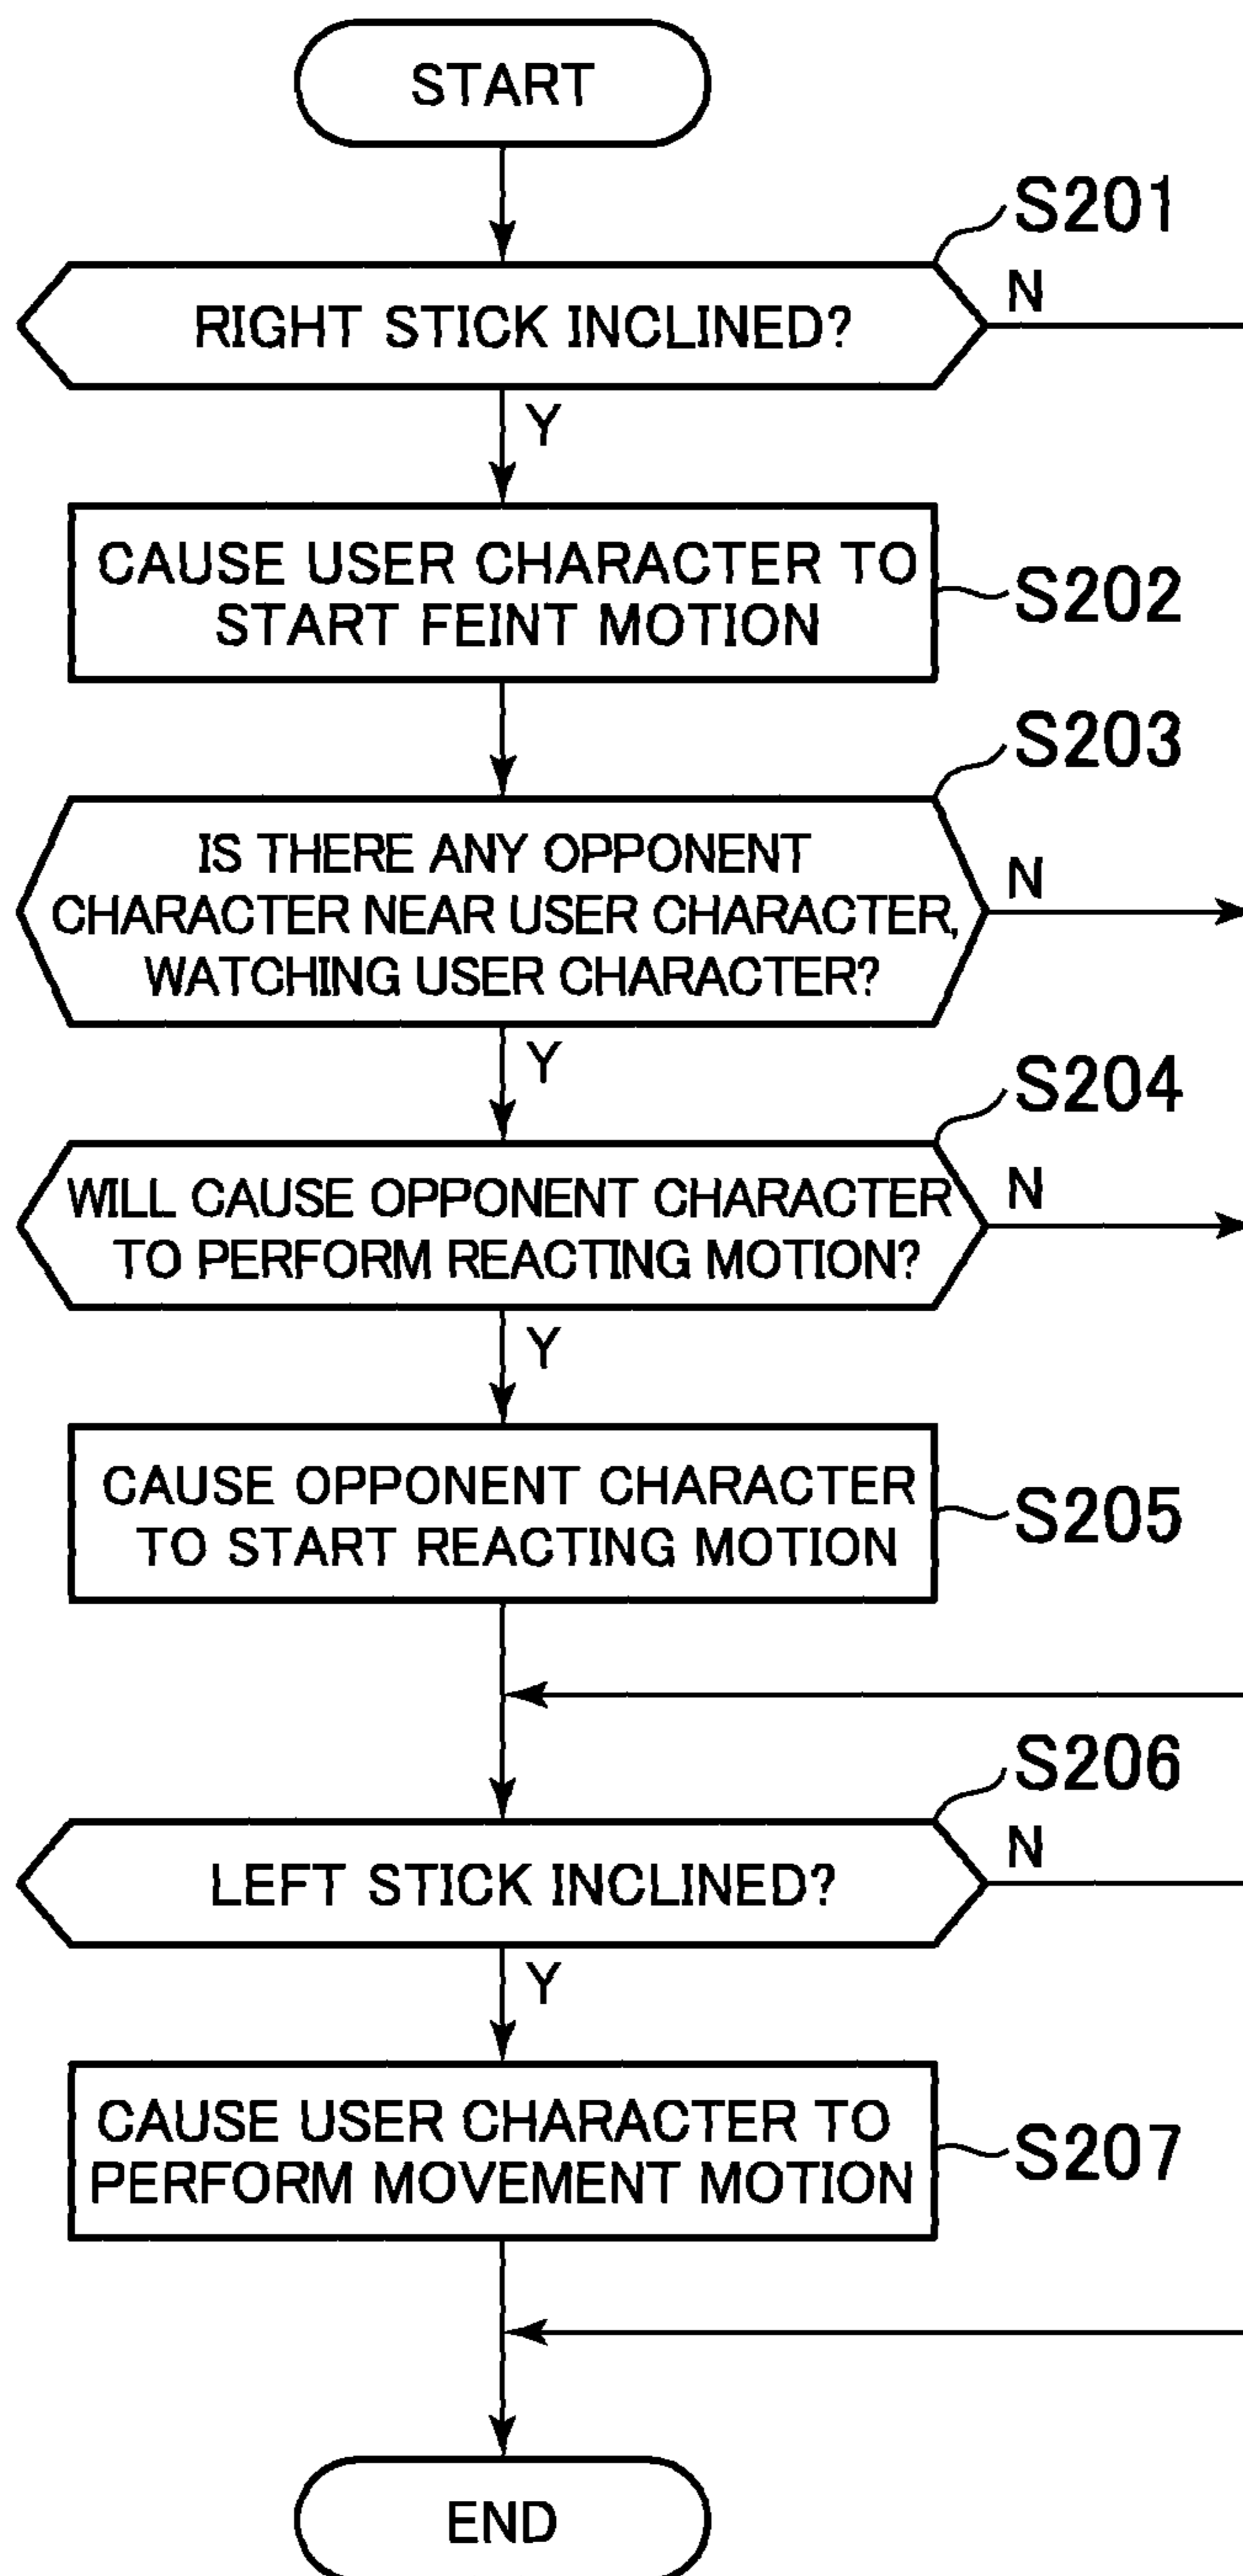 START
S201
RIGHT STICK INCLINED?
N
Y
CAUSE USER CHARACTER TO
START FEINT MOTION
S202
S203
IS THERE ANY OPPONENT
CHARACTER NEAR USER CHARACTER,
WATCHING USER CHARACTER?
N
Y
S204
WILL CAUSE OPPONENT CHARACTER
TO PERFORM REACTING MOTION?
N
Y
CAUSE OPPONENT CHARACTER
TO START REACTING MOTION
S205
S206
LEFT STICK INCLINED?
N
Y
CAUSE USER CHARACTER TO
PERFORM MOVEMENT MOTION
S207
END